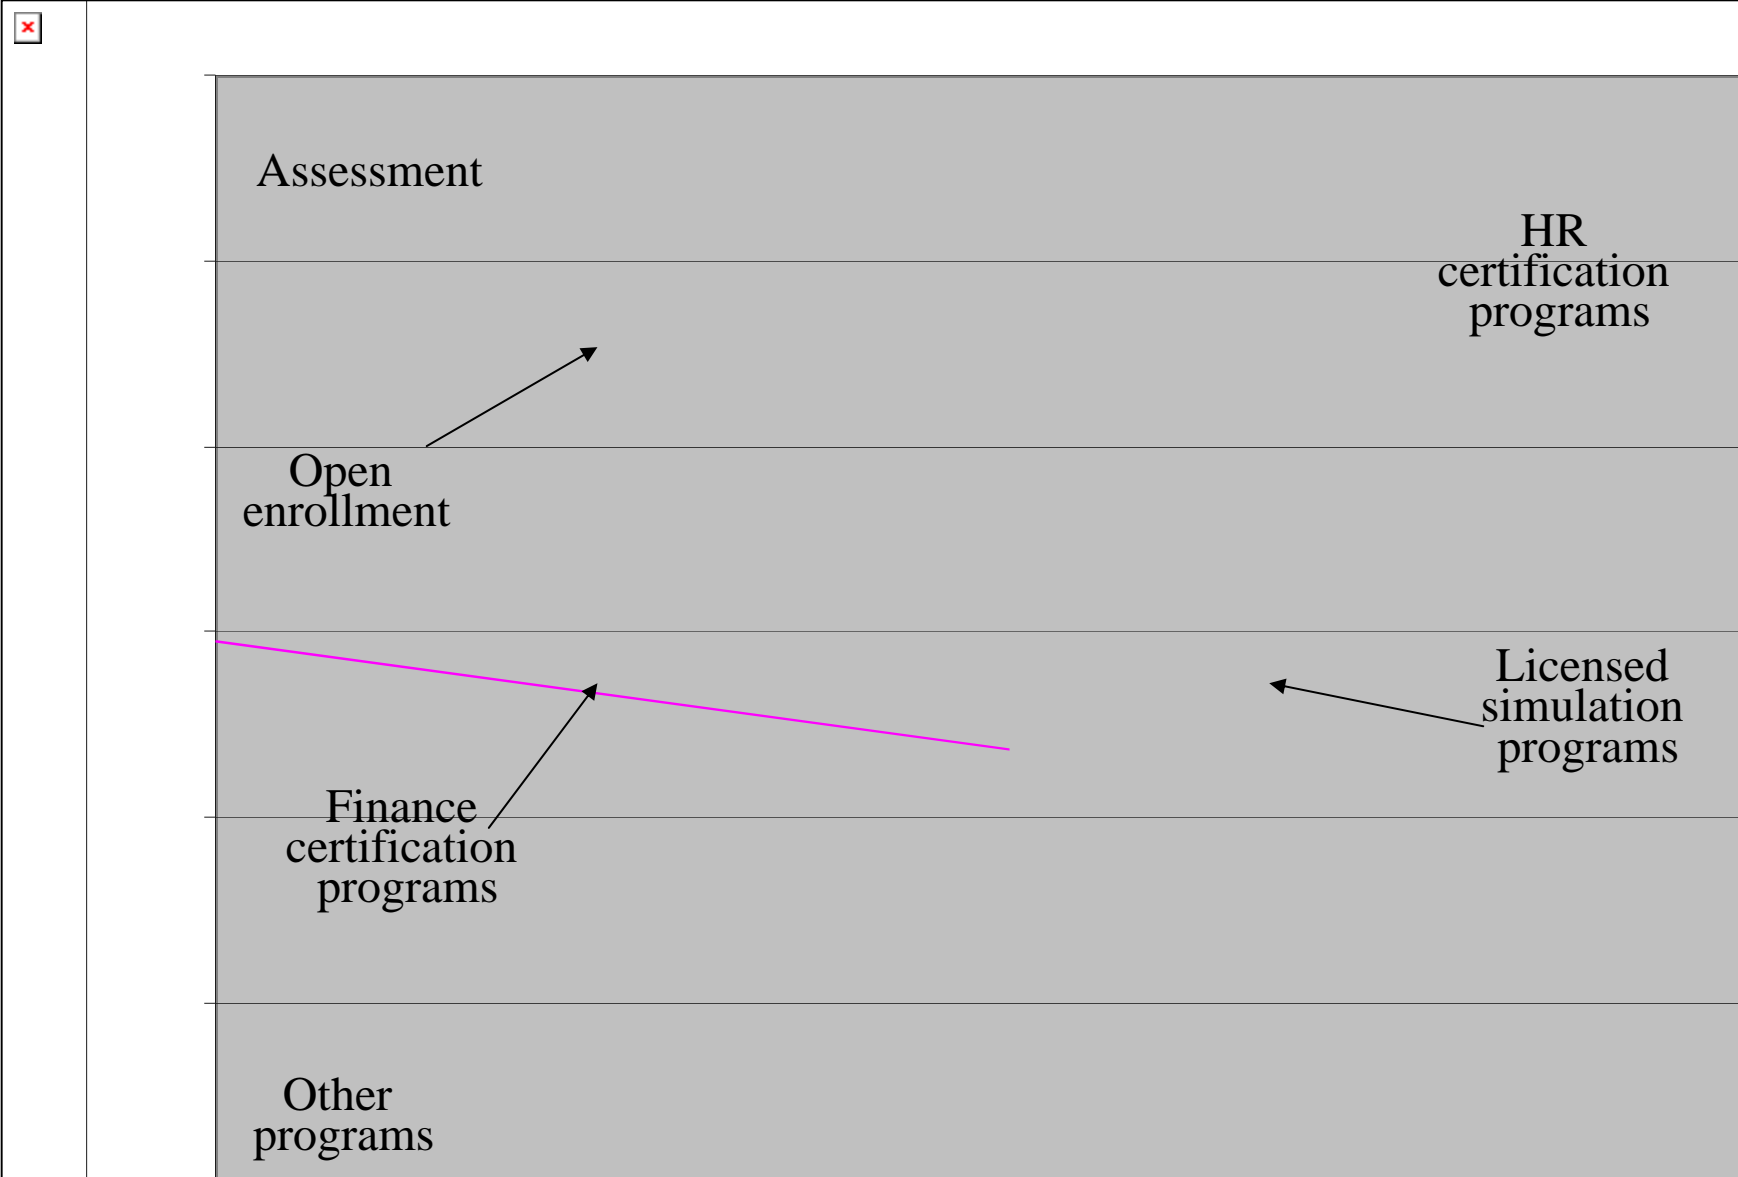 Assessment
HR
certification
programs
Open
enrollment
Licensed
simulation
programs
Finance
certification
programs
Other
programs